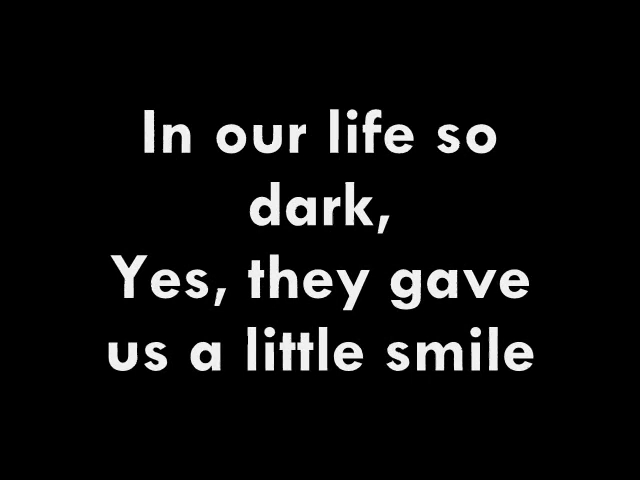 In our life so
dark,
Yes, they gave
us a little smile